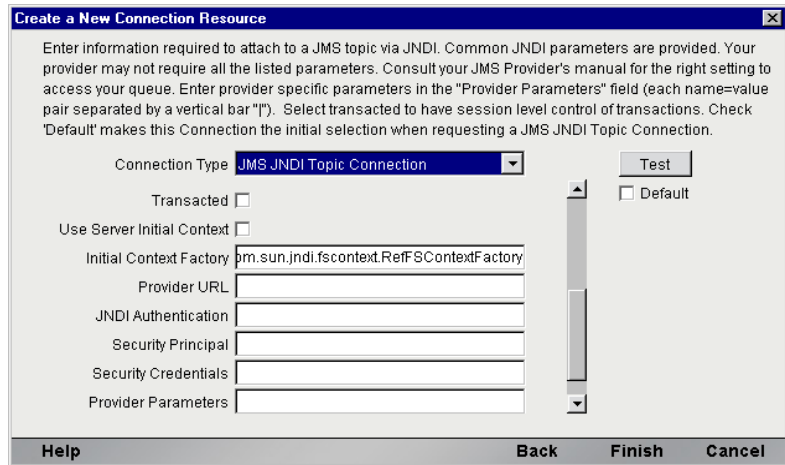 Create a New Connection Resource
Enter information required to attach to a JMS topic via JNDI. Common JNDI parameters are provided. Your
provider may not require all the listed parameters. Consult your JMS Provider's manual for the right setting to
access your queue. Enter provider specific parameters in the "Provider Parameters" field (each name=value
pair separated by a vertical bar "|"). Select transacted to have session level control of transactions. Check
'Default' makes this Connection the initial selection when requesting a JMS JNDI Topic Connection.
Connection Type JMS JNDI Topic Connection Test
Transacted Default
Use Server Initial Context
Initial Context Factory om.sun.jndi.fscontext.RefFSContextFactory
Provider URL
JNDI Authentication
Security Principal
Security Credentials
Provider Parameters
Help Back Finish Cancel